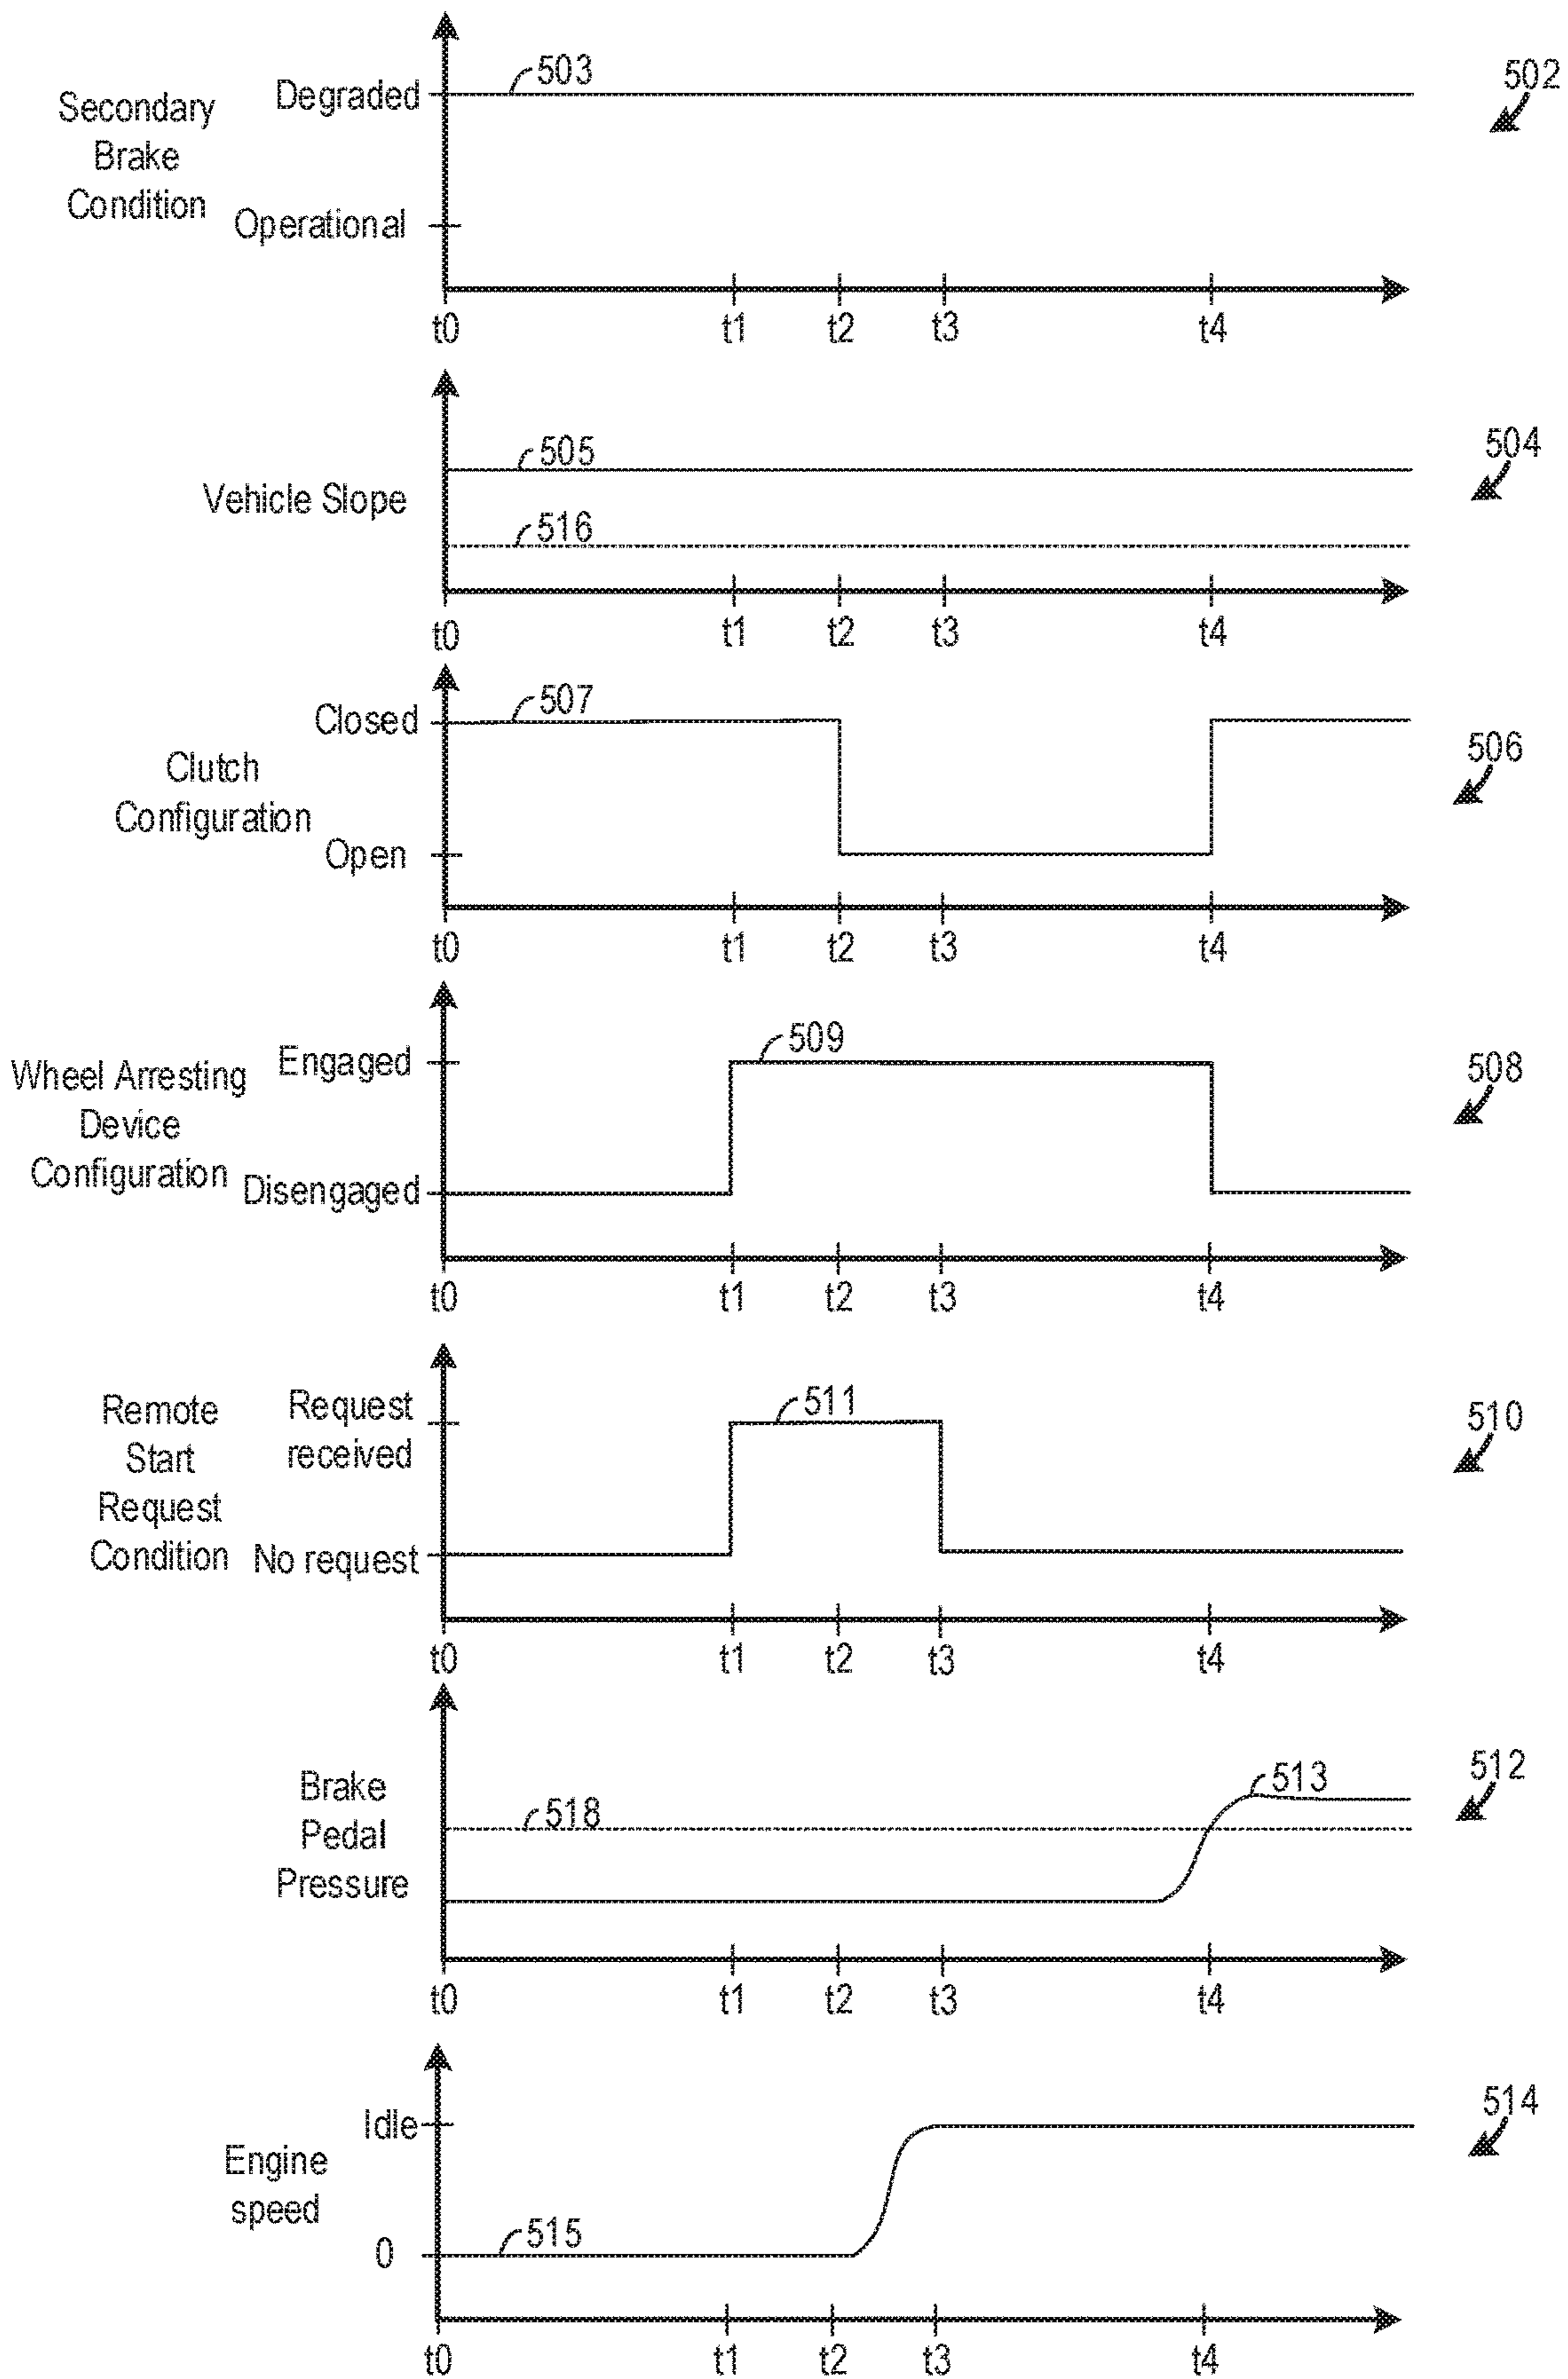 503
502
Degraded
Secondary
Brake
Condition
Operational
t0 t1 t2 t3 t4
505
504
Vehicle Slope
516
t0 t1 t2 t3 t4
507
Closed
506
Clutch
Configuration
Open
t0 t1 t2 t3 t4
509
Engaged
508
Wheel Arresting
Device
Configuration
Disengaged
t0 t1 t2 t3 t4
511
Request
received
510
Remote
Start
Request
Condition
No request
t0 t1 t2 t3 t4
513
512
Brake
Pedal
Pressure
518
t0 t1 t2 t3 t4
Idle
514
Engine
speed
515
0
t0 t1 t2 t3 t4